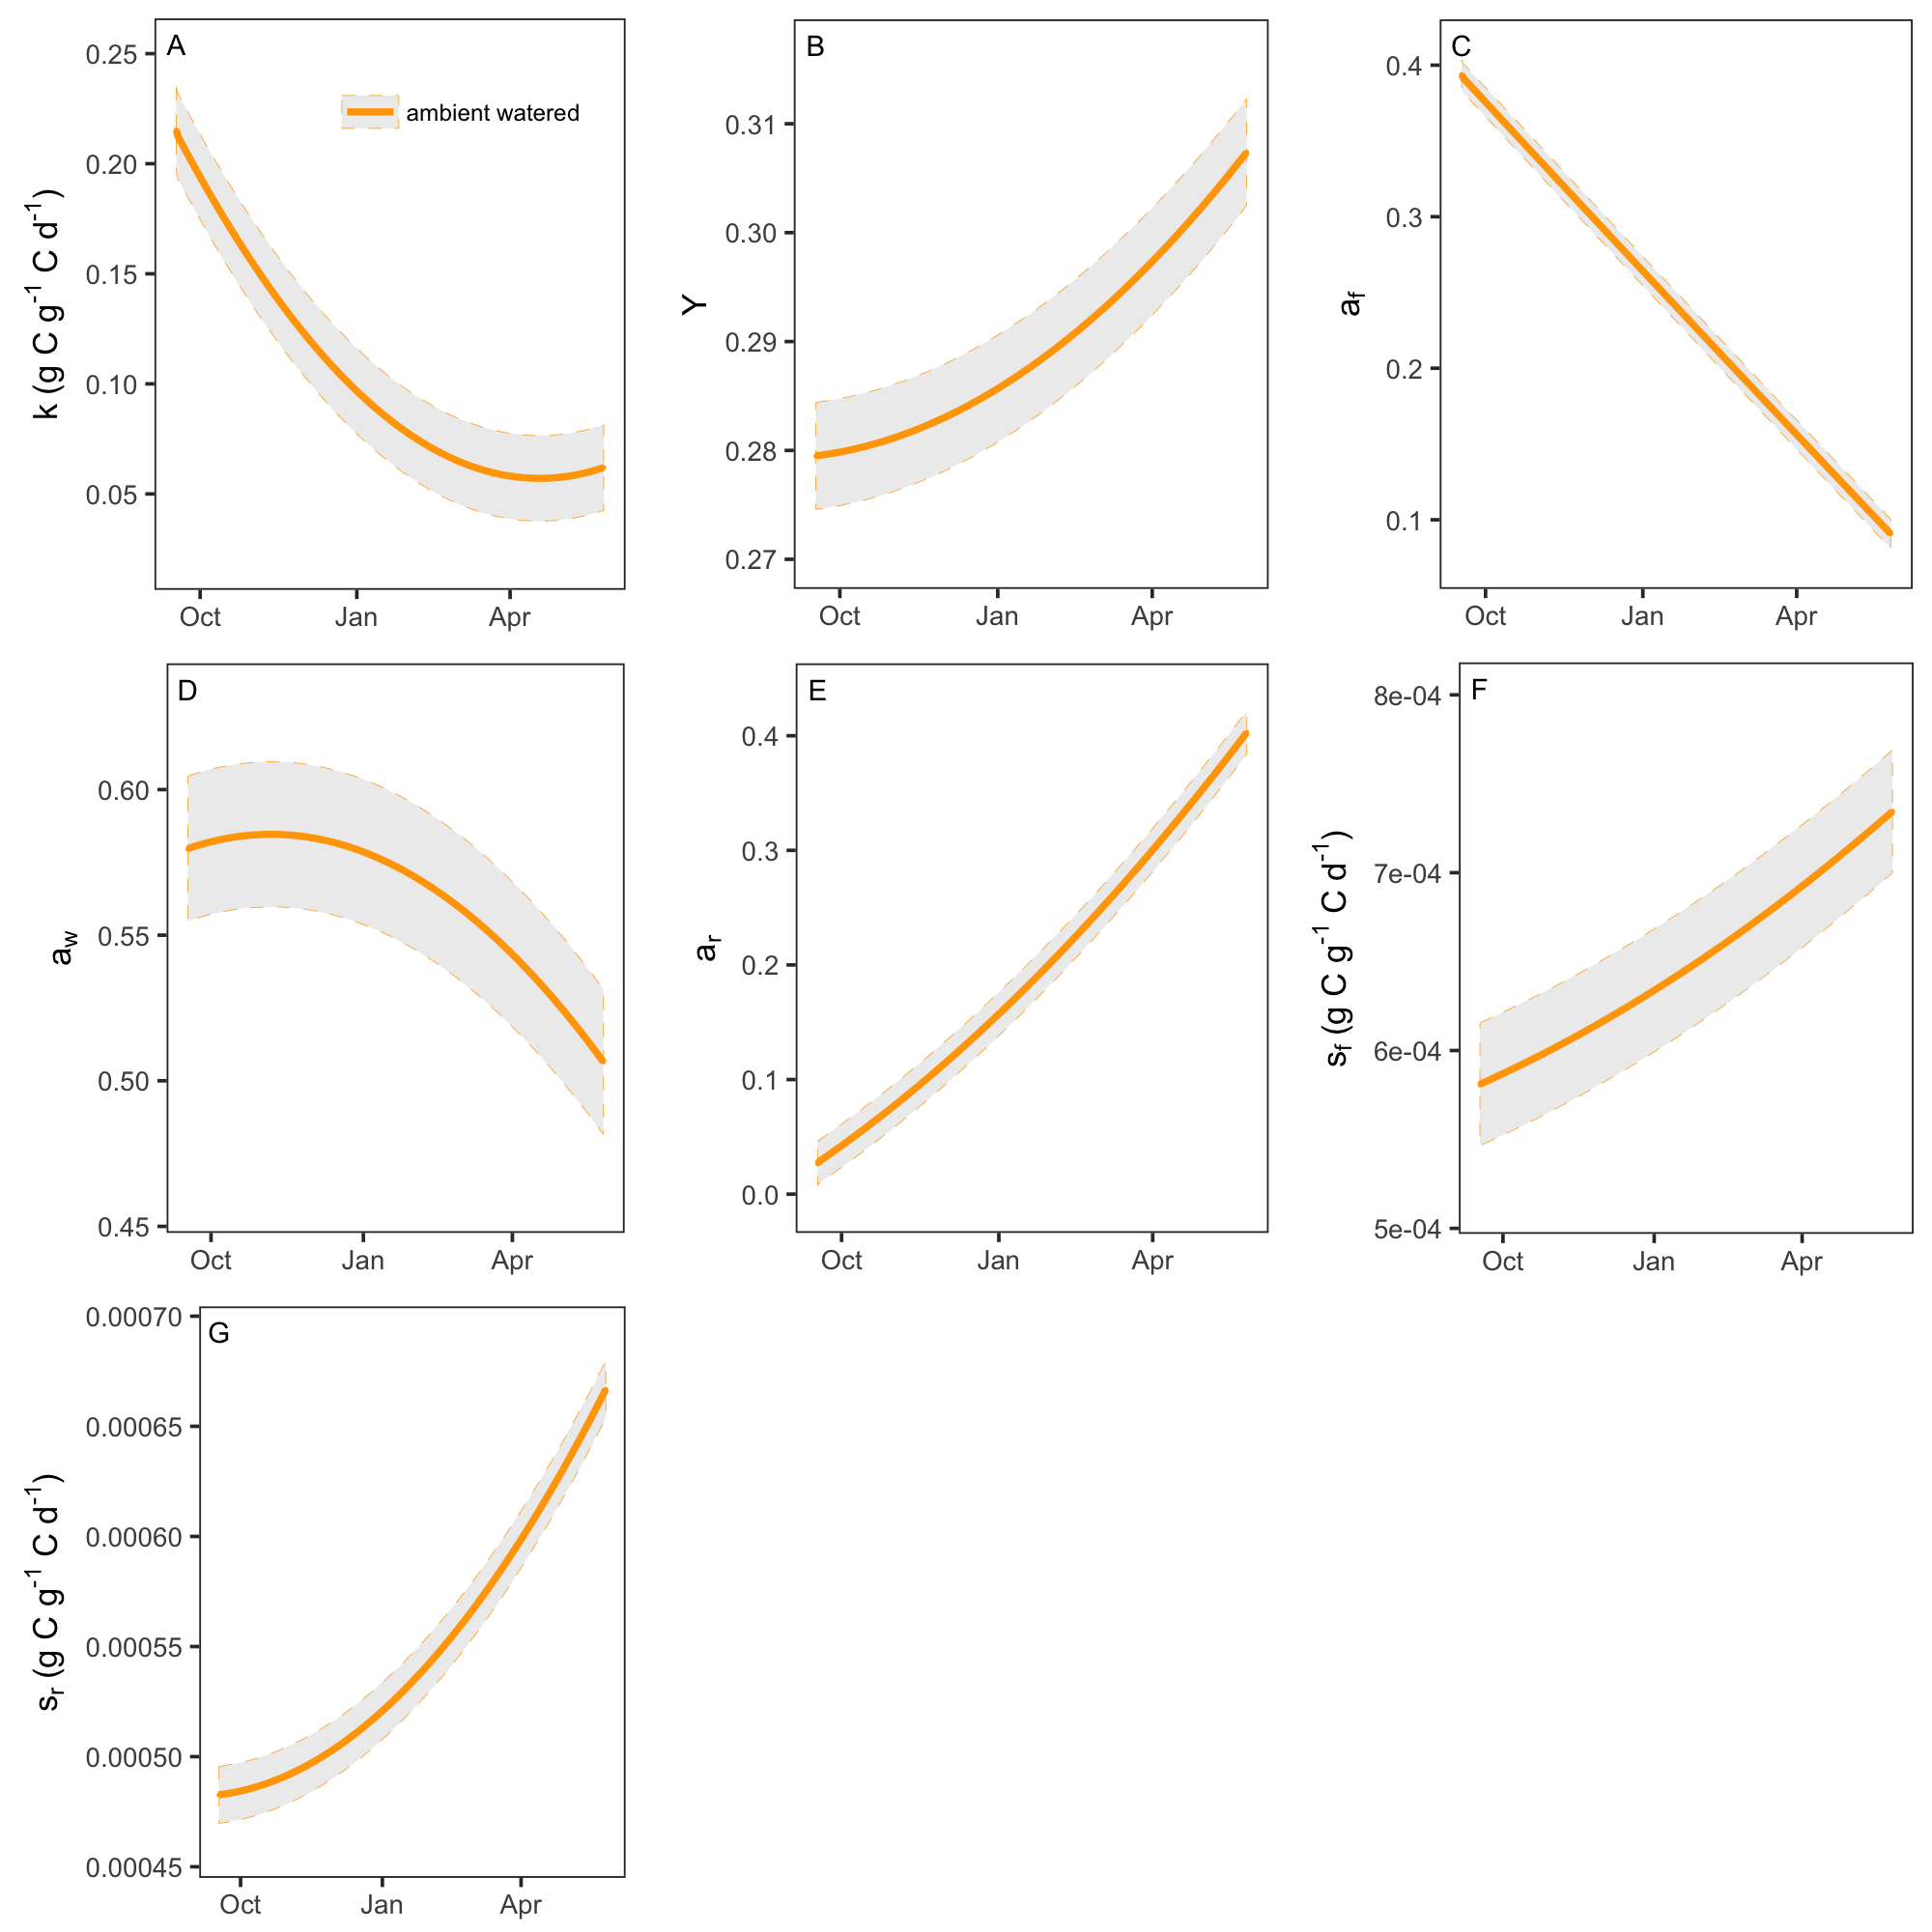 A
0.25
0.20
0.15
0.10
0.05
k (g C g⁻¹ C d⁻¹)
ambient watered
Oct Jan Apr
B
0.31
0.30
0.29
0.28
0.27
Y
Oct Jan Apr
C
0.4
0.3
0.2
0.1
a_f
Oct Jan Apr
D
0.60
0.55
0.50
0.45
a_w
Oct Jan Apr
E
0.4
0.3
0.2
0.1
0.0
a_r
Oct Jan Apr
F
8e-04
7e-04
6e-04
5e-04
s_f (g C g⁻¹ C d⁻¹)
Oct Jan Apr
G
0.00070
0.00065
0.00060
0.00055
0.00050
0.00045
s_r (g C g⁻¹ C d⁻¹)
Oct Jan Apr